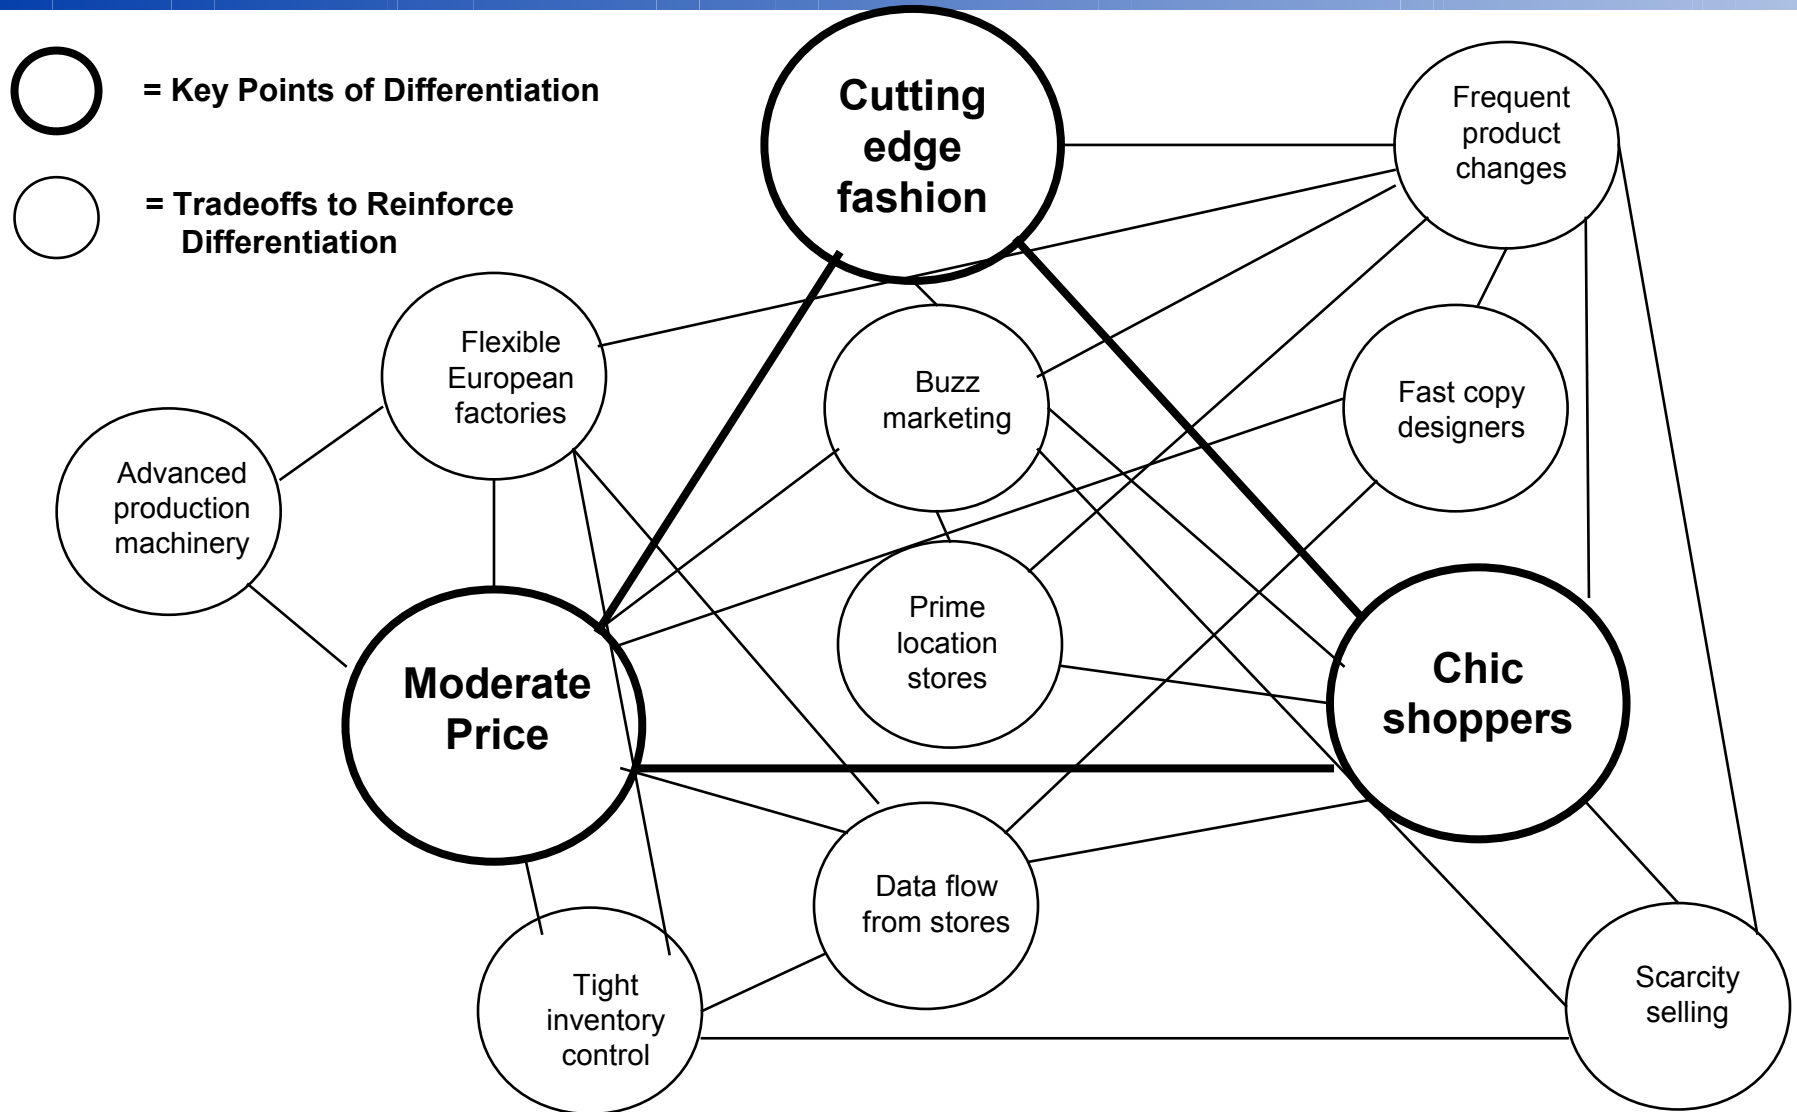 = Key Points of Differentiation
= Tradeoffs to Reinforce
Differentiation
Cutting
edge
fashion
Frequent
product
changes
Flexible
European
factories
Buzz
marketing
Fast copy
designers
Advanced
production
machinery
Prime
location
stores
Moderate
Price
Chic
shoppers
Data flow
from stores
Tight
inventory
control
Scarcity
selling